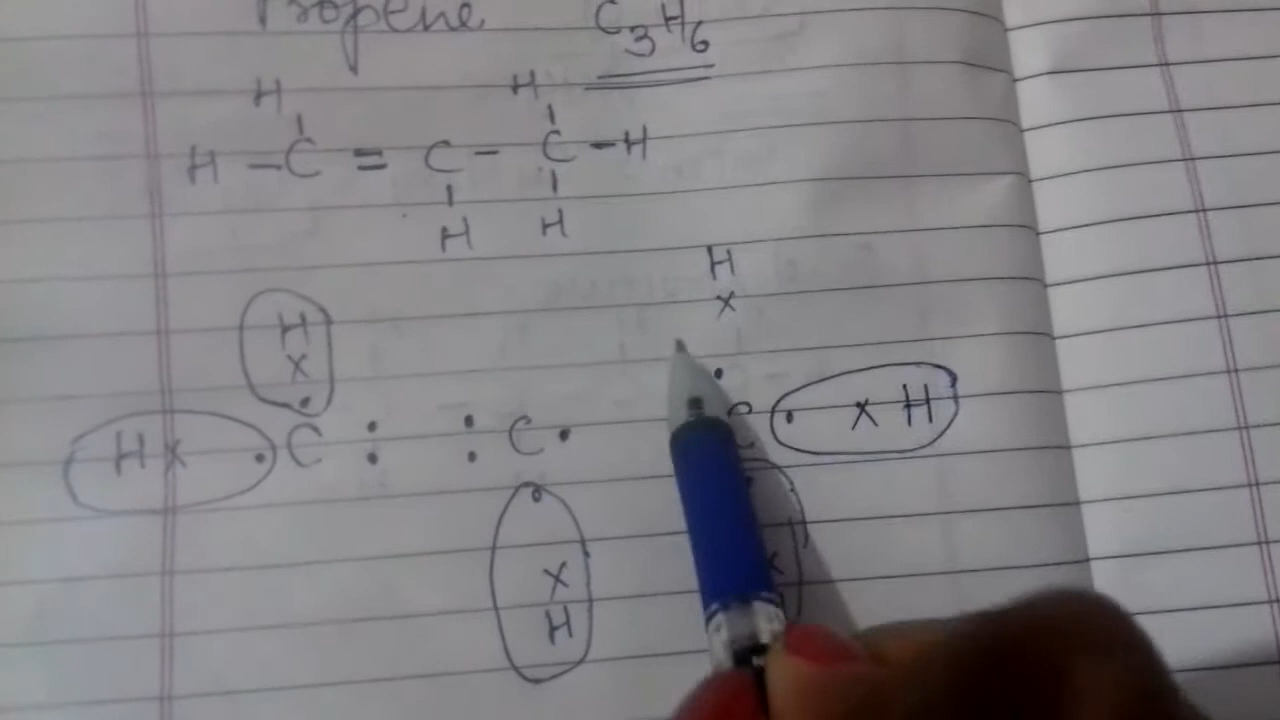 Propene C3H6
H H
H – C = C – C – H
H H
H
x
H
x
H x . C : : C . C . x H
x x
H